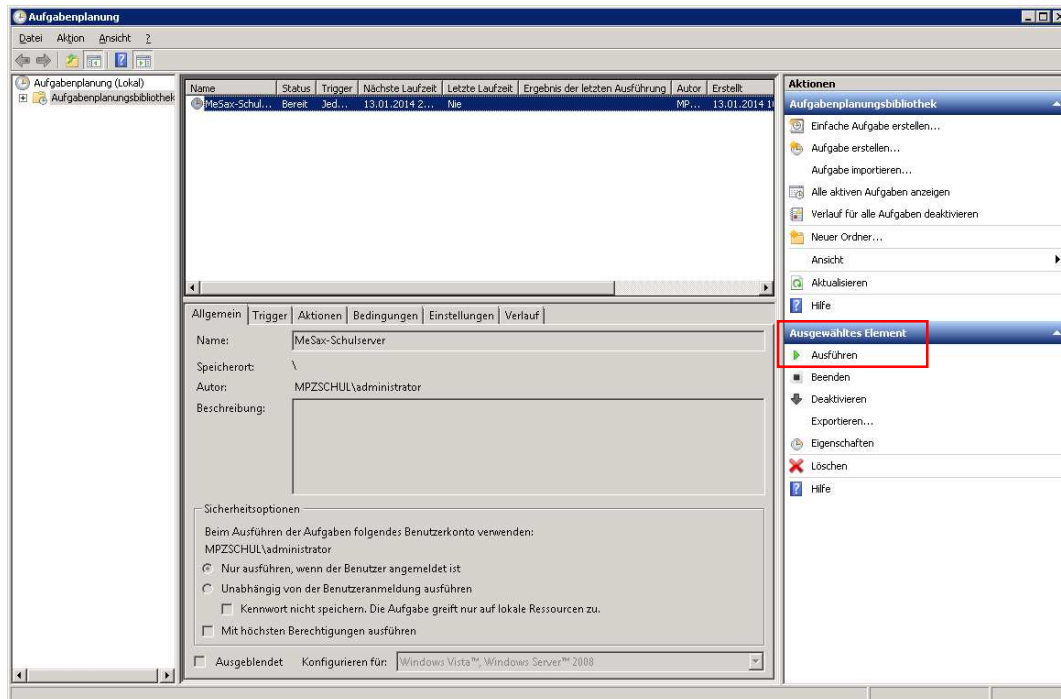 Aufgabenplanung
Datei Aktion Ansicht ?
Aufgabenplanung (Lokal)
Aufgabenplanungsbibliothek
Name Status Trigger Nächste Laufzeit Letzte Laufzeit Ergebnis der letzten Ausführung Autor Erstellt
MeSax-Schul... Bereit Jed... 13.01.2014 2... Nie MP... 13.01.2014 1
Allgemein Trigger Aktionen Bedingungen Einstellungen Verlauf
Name: MeSax-Schulserver
Speicherort: \
Autor: MPZSCHUL\administrator
Beschreibung:
Sicherheitsoptionen
Beim Ausführen der Aufgaben folgendes Benutzerkonto verwenden:
MPZSCHUL\administrator
Nur ausführen, wenn der Benutzer angemeldet ist
Unabhängig von der Benutzeranmeldung ausführen
Kennwort nicht speichern. Die Aufgabe greift nur auf lokale Ressourcen zu.
Mit höchsten Berechtigungen ausführen
Ausgeblendet Konfigurieren für: Windows Vista™, Windows Server™ 2008
Aktionen
Aufgabenplanungsbibliothek
Einfache Aufgabe erstellen...
Aufgabe erstellen...
Aufgabe importieren...
Alle aktiven Aufgaben anzeigen
Verlauf für alle Aufgaben deaktivieren
Neuer Ordner...
Ansicht
Aktualisieren
Hilfe
Ausgewähltes Element
Ausführen
Beenden
Deaktivieren
Exportieren...
Eigenschaften
Löschen
Hilfe